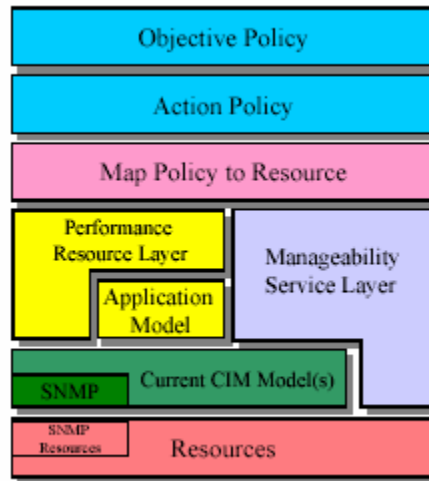 Objective Policy
Action Policy
Map Policy to Resource
Performance
Resource Layer
Manageability
Service Layer
Application
Model
Current CIM Model(s)
SNMP
SNMP
Resources
Resources